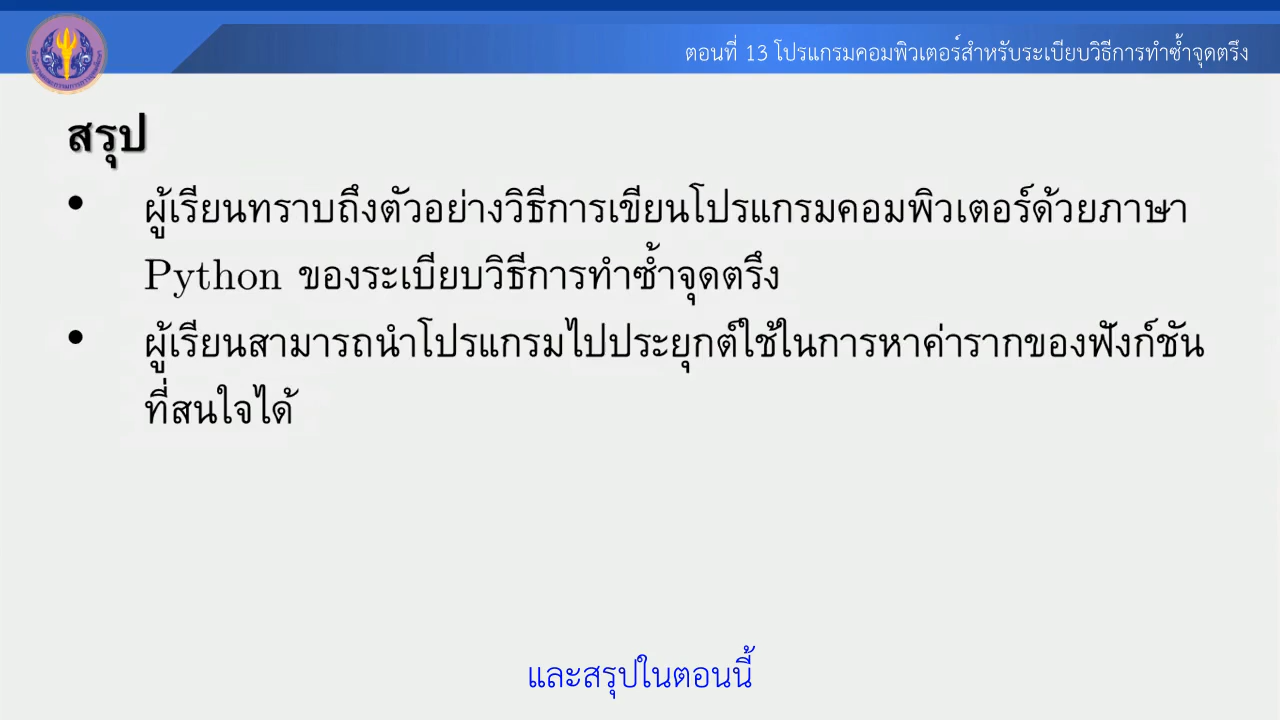 ตอนที่ 13 โปรแกรมคอมพิวเตอร์สำหรับระเบียบวิธีการทำซ้ำจุดตรึง
สรุป
• ผู้เรียนทราบถึงตัวอย่างวิธีการเขียนโปรแกรมคอมพิวเตอร์ด้วยภาษา
Python ของระเบียบวิธีการทำซ้ำจุดตรึง
• ผู้เรียนสามารถนำโปรแกรมไปประยุกต์ใช้ในการหาค่ารากของฟังก์ชัน
ที่สนใจได้
และสรุปในตอนนี้